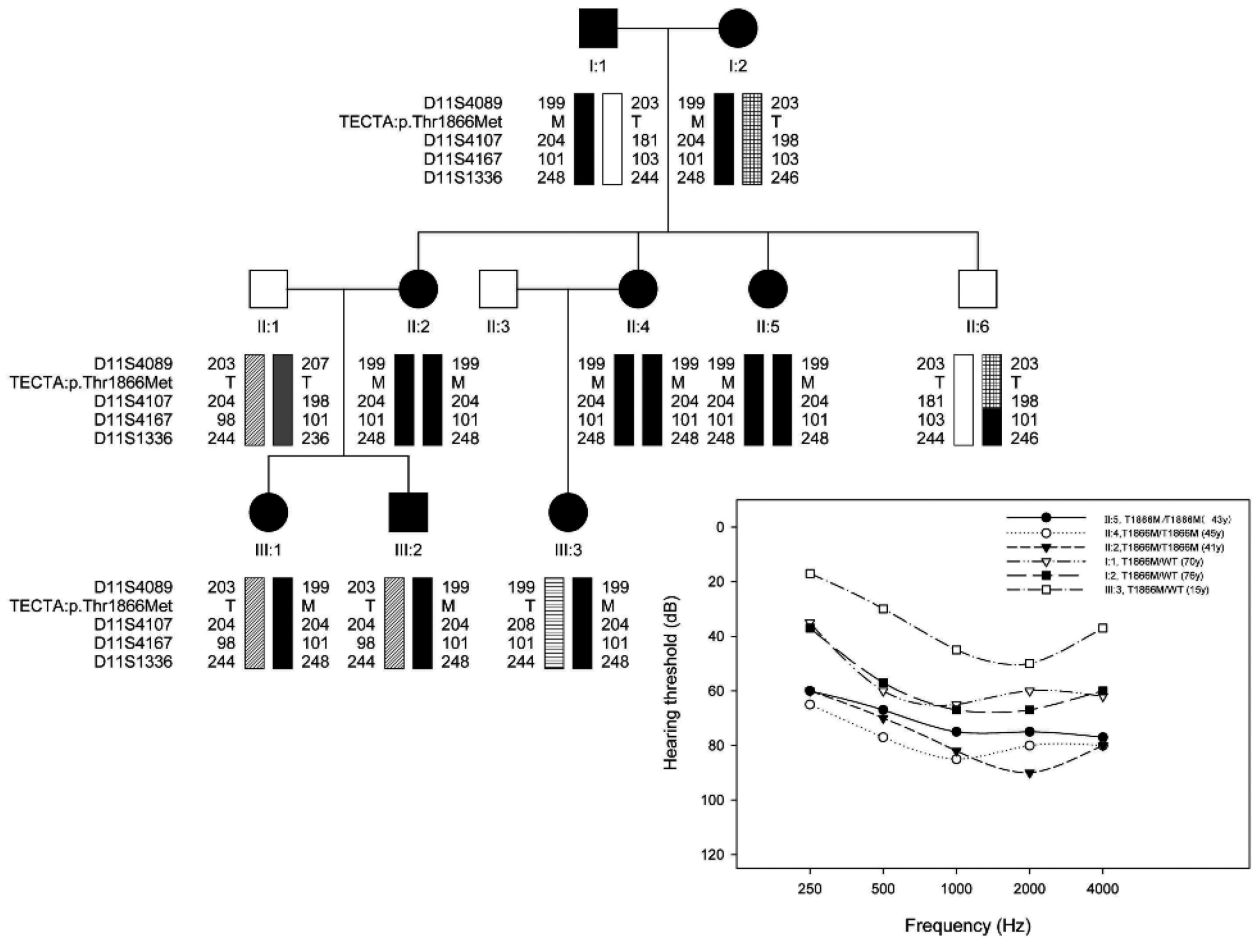 I:1 I:2
D11S4089 199 203 199 203
TECTA:p.Thr1866Met M T M T
D11S4107 204 181 204 198
D11S4167 101 103 101 103
D11S1336 248 244 248 246
II:1 II:2 II:3 II:4 II:5 II:6
D11S4089 203 207 199 199 199 199 199 199 203 203
TECTA:p.Thr1866Met T T M M M M M M T T
D11S4107 204 198 204 204 204 204 204 204 181 198
D11S4167 98 101 101 101 101 101 101 101 103 101
D11S1336 244 236 248 248 248 248 248 248 244 246
III:1 III:2 III:3
D11S4089 203 199 203 199 199 199
TECTA:p.Thr1866Met T M T M T M
D11S4107 204 204 204 204 208 204
D11S4167 98 101 98 101 101 101
D11S1336 244 248 244 248 244 248
II:5, T1866M/T1866M( 43y)
II:4,T1866M/T1866M (45y)
II:2,T1866M/T1866M (41y)
I:1, T1866M/WT (70y)
I:2, T1866M/WT (76y)
III:3, T1866M/WT (15y)
Hearing threshold (dB)
0
20
40
60
80
100
120
250 500 1000 2000 4000
Frequency (Hz)